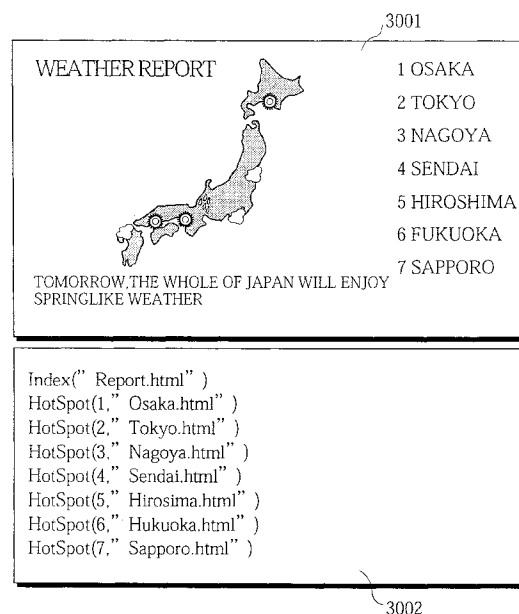 3001
WEATHER REPORT
1 OSAKA
2 TOKYO
3 NAGOYA
4 SENDAI
5 HIROSHIMA
6 FUKUOKA
7 SAPPORO
TOMORROW,THE WHOLE OF JAPAN WILL ENJOY
SPRINGLIKE WEATHER
Index(” Report.html” )
HotSpot(1,” Osaka.html” )
HotSpot(2,” Tokyo.html” )
HotSpot(3,” Nagoya.html” )
HotSpot(4,” Sendai.html” )
HotSpot(5,” Hirosima.html” )
HotSpot(6,” Hukuoka.html” )
HotSpot(7,” Sapporo.html” )
3002